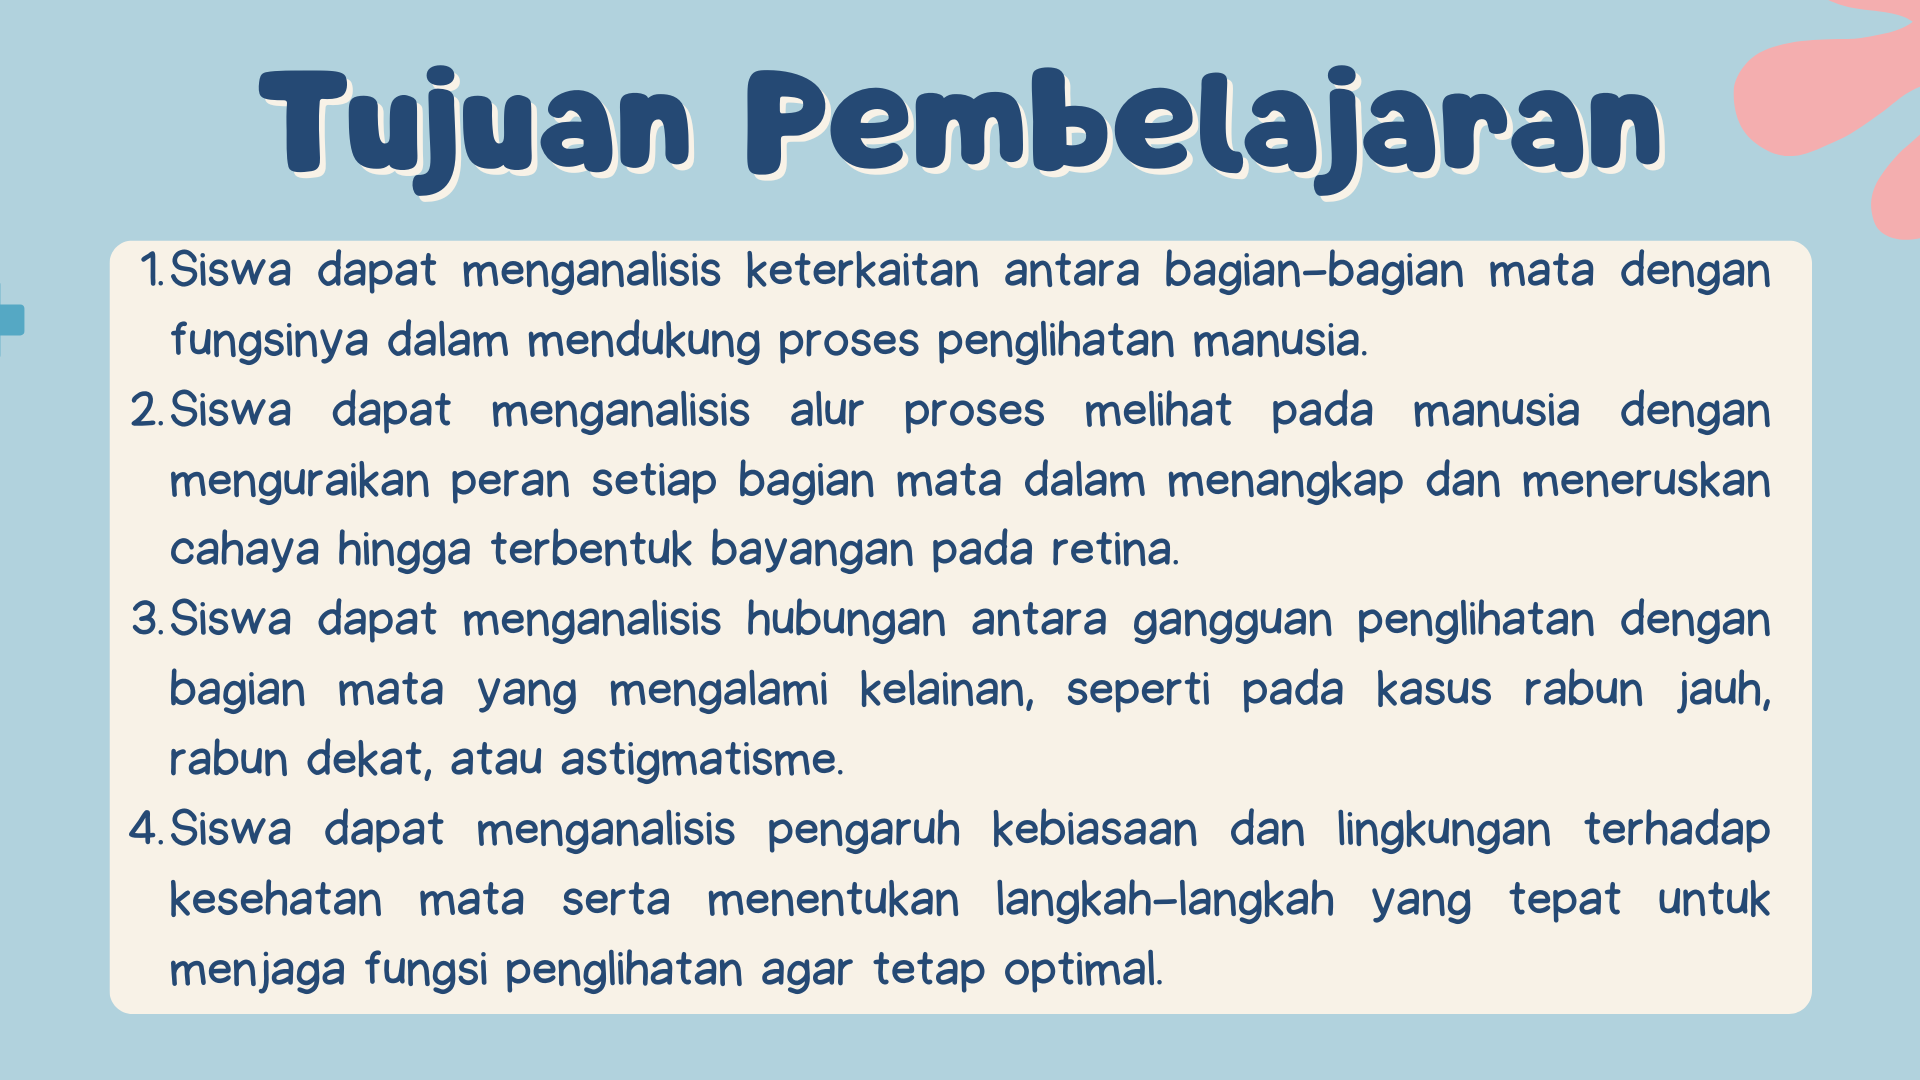 Tujuan Pembelajaran
1. Siswa dapat menganalisis keterkaitan antara bagian-bagian mata dengan
fungsinya dalam mendukung proses penglihatan manusia.
2. Siswa dapat menganalisis alur proses melihat pada manusia dengan
menguraikan peran setiap bagian mata dalam menangkap dan meneruskan
cahaya hingga terbentuk bayangan pada retina.
3. Siswa dapat menganalisis hubungan antara gangguan penglihatan dengan
bagian mata yang mengalami kelainan, seperti pada kasus rabun jauh,
rabun dekat, atau astigmatisme.
4. Siswa dapat menganalisis pengaruh kebiasaan dan lingkungan terhadap
kesehatan mata serta menentukan langkah-langkah yang tepat untuk
menjaga fungsi penglihatan agar tetap optimal.